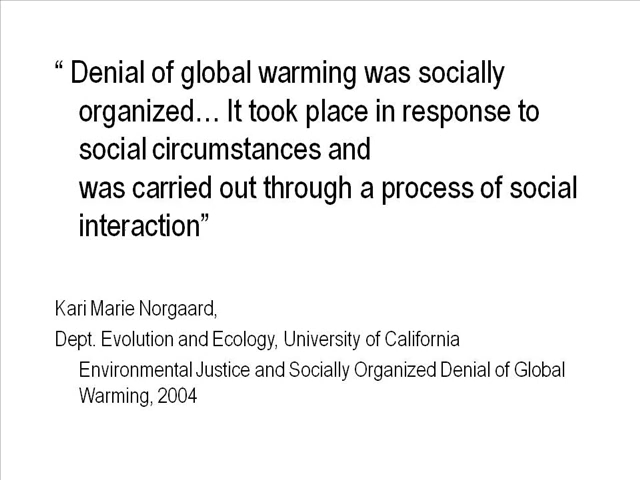 “ Denial of global warming was socially
organized… It took place in response to
social circumstances and
was carried out through a process of social
interaction”
Kari Marie Norgaard,
Dept. Evolution and Ecology, University of California
Environmental Justice and Socially Organized Denial of Global
Warming, 2004